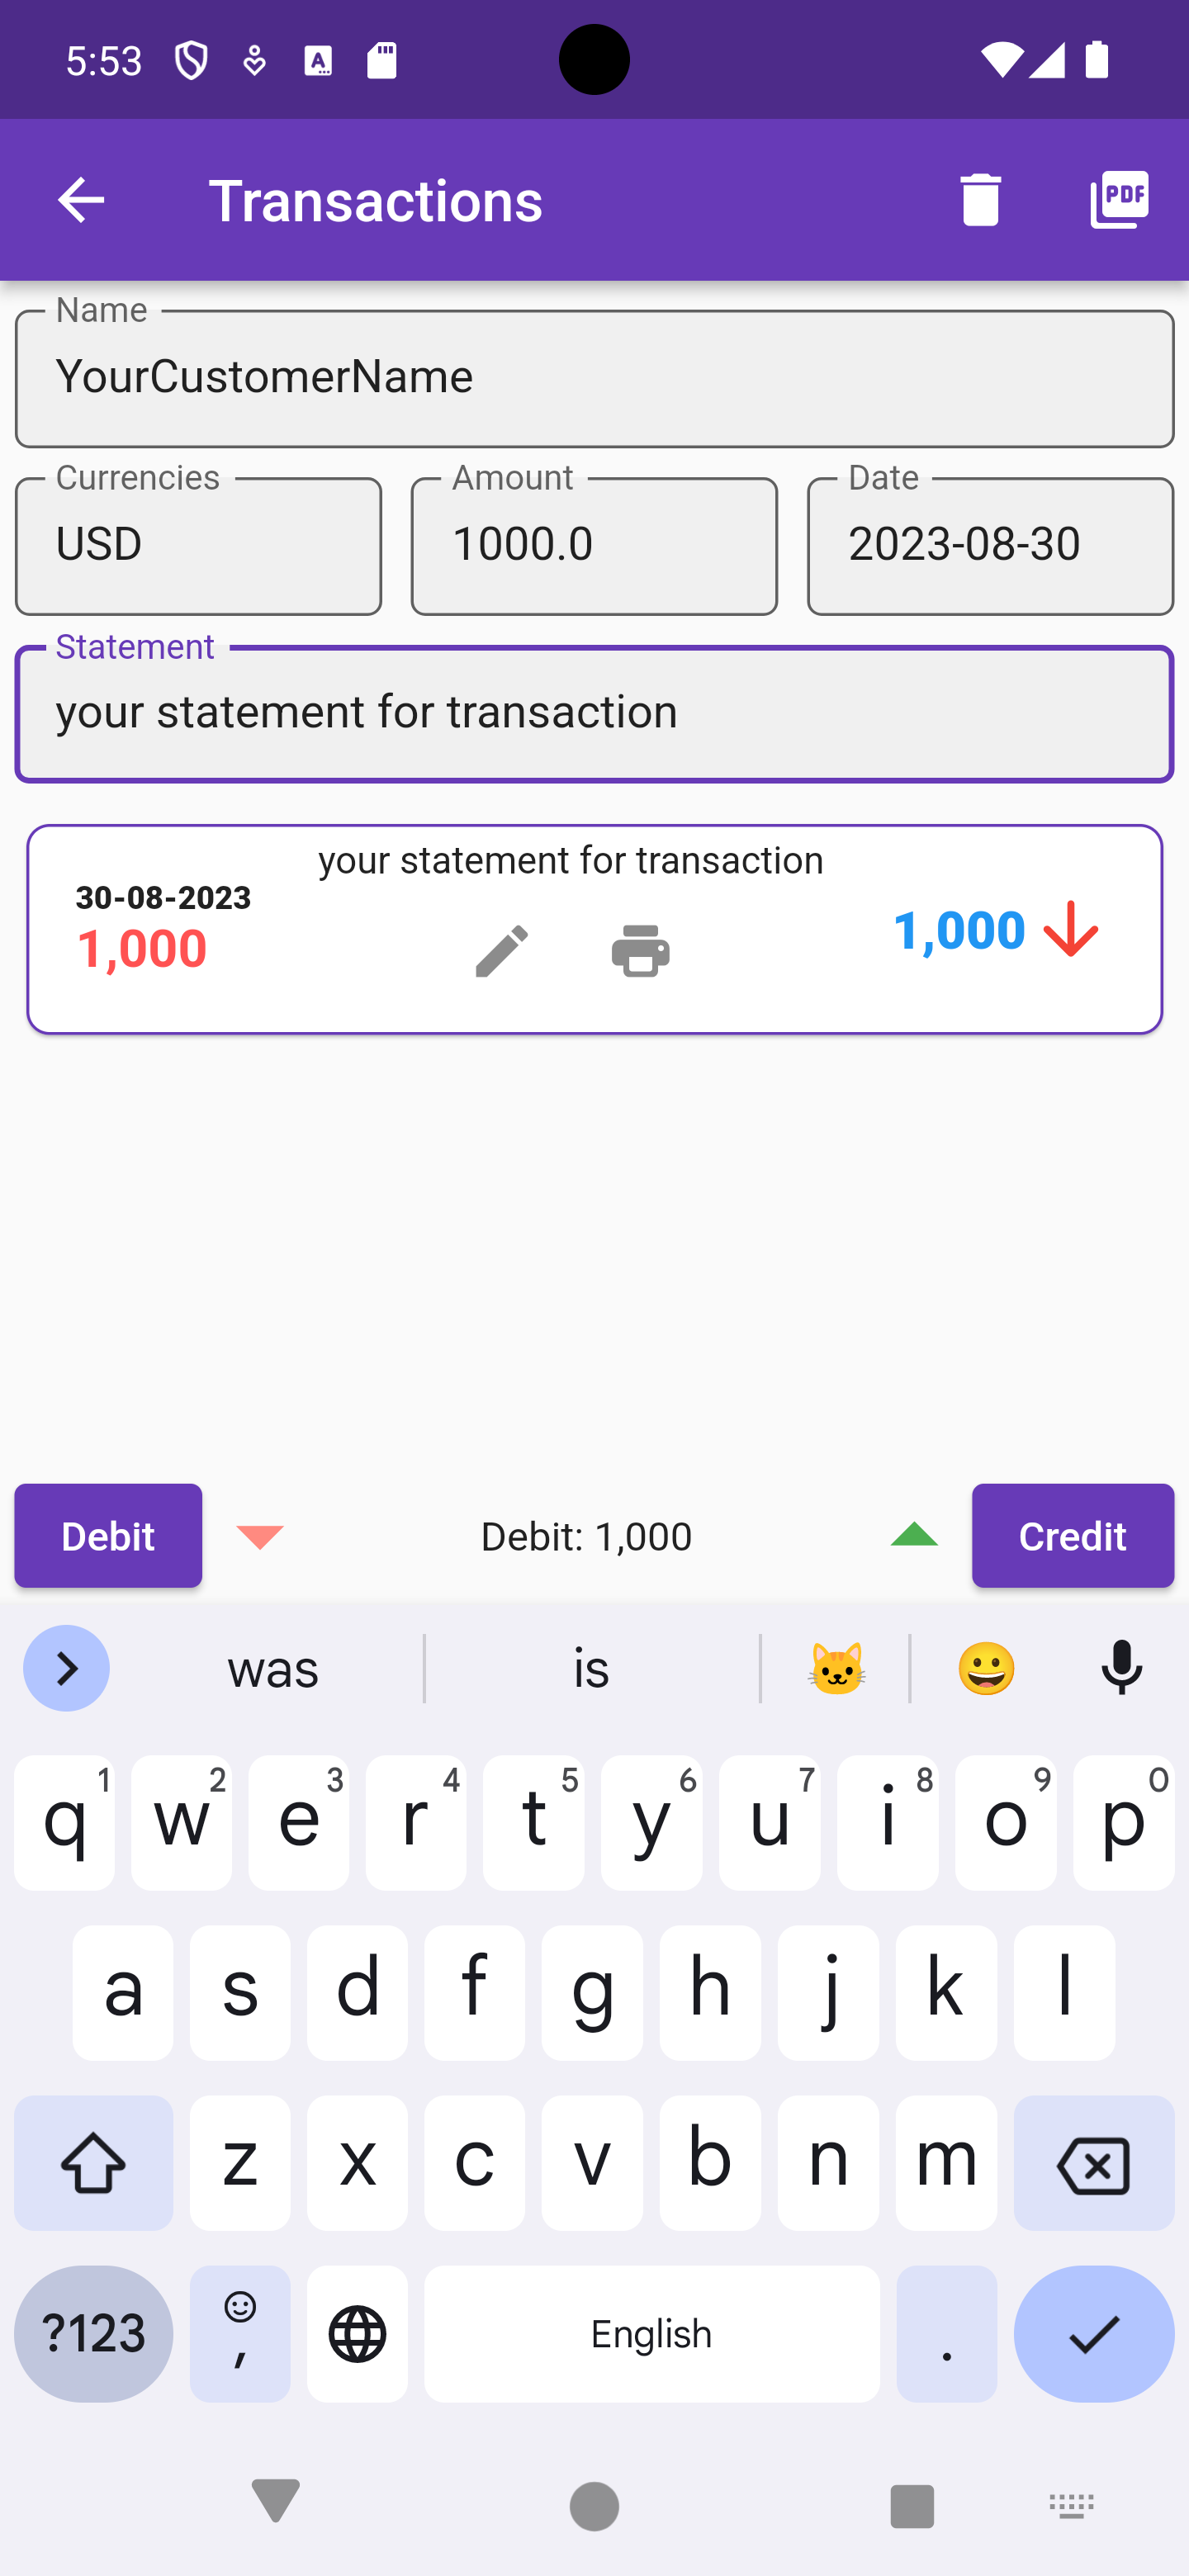 5:53
Transactions
PDF
Name
YourCustomerName
Currencies Amount Date
USD 1000.0 2023-08-30
Statement
your statement for transaction
your statement for transaction
30-08-2023
1,000
1,000
Debit Debit: 1,000 Credit
was is
q1 w2 e3 r4 t5 y6 u7 i8 o9 p0
a s d f g h j k l
z x c v b n m
?123 , English .